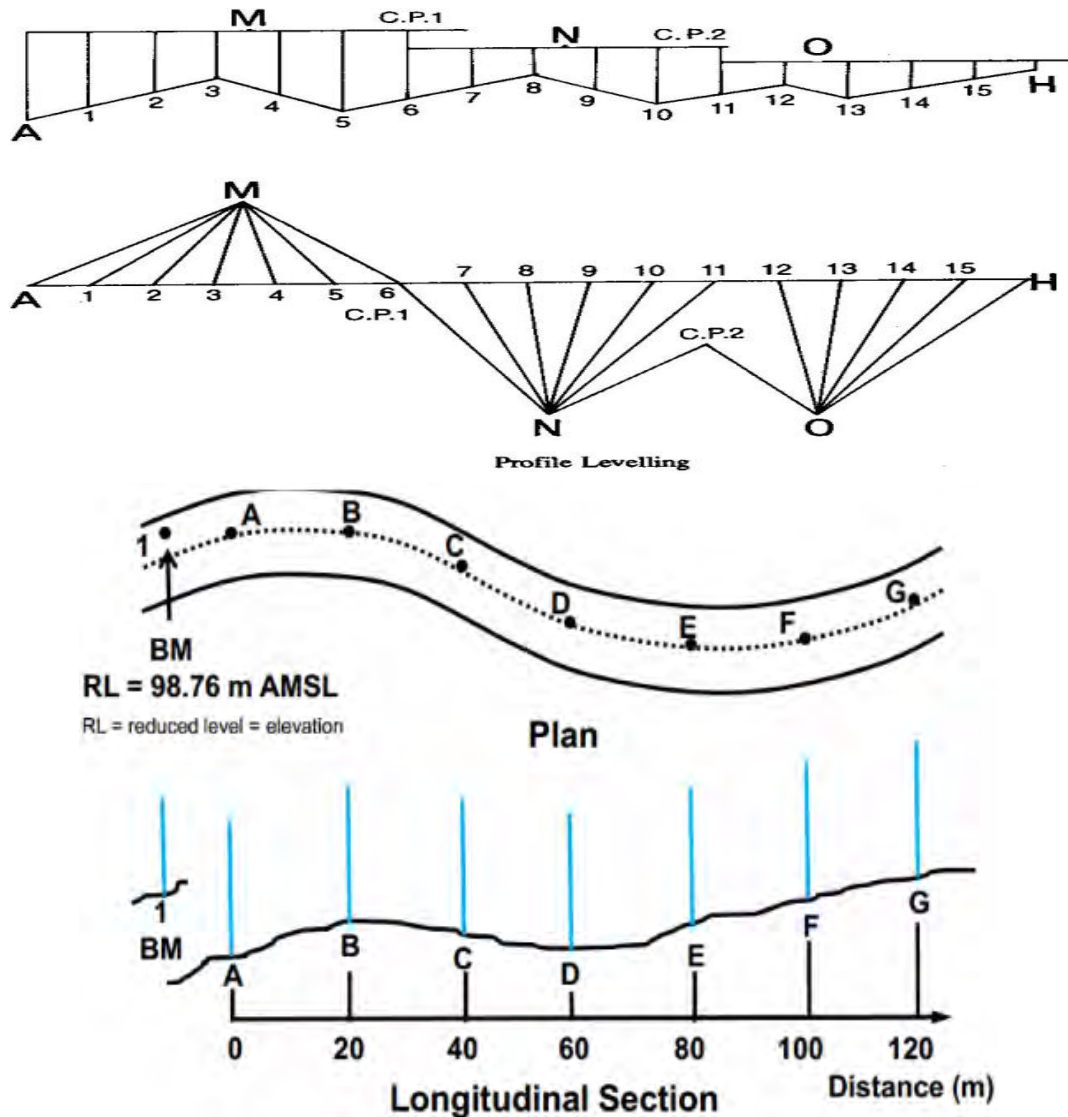 M C.P.1 N C.P.2 O
A 1 2 3 4 5 6 7 8 9 10 11 12 13 14 15 H
M
7 8 9 10 11 12 13 14 15
A 1 2 3 4 5 6 H
C.P.1
C.P.2
N O
Profile Levelling
1 A B C D E F G
BM
RL = 98.76 m AMSL
RL = reduced level = elevation
Plan
1
BM A B C D E F G
0 20 40 60 80 100 120
Longitudinal Section Distance (m)